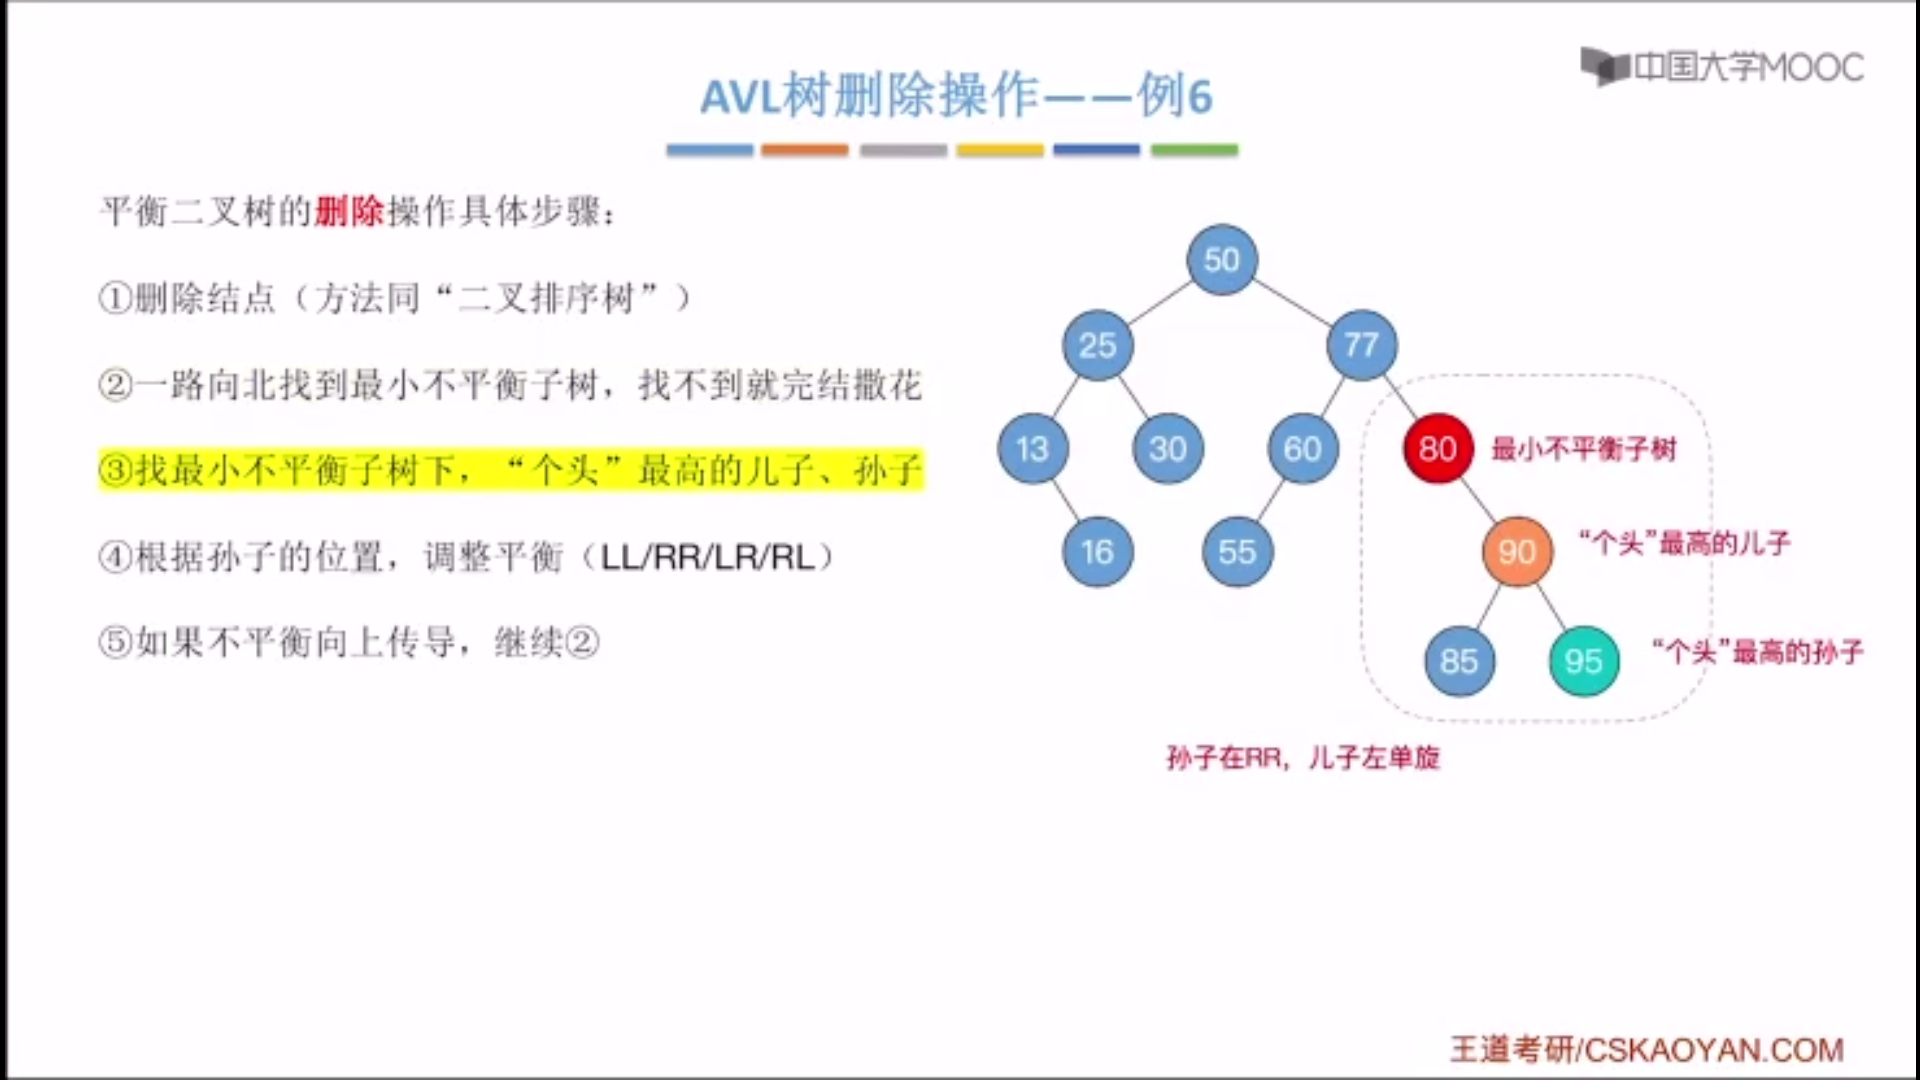 中国大学MOOC
AVL树删除操作——例6
平衡二叉树的删除操作具体步骤：
①删除结点（方法同“二叉排序树”）
②一路向北找到最小不平衡子树，找不到就完结撒花
③找最小不平衡子树下，“个头”最高的儿子、孙子
④根据孙子的位置，调整平衡（LL/RR/LR/RL）
⑤如果不平衡向上传导，继续②
50
25
77
13
30
60
80
最小不平衡子树
16
55
90
“个头”最高的儿子
85
95
“个头”最高的孙子
孙子在RR，儿子左单旋
王道考研/CSKAOYAN.COM